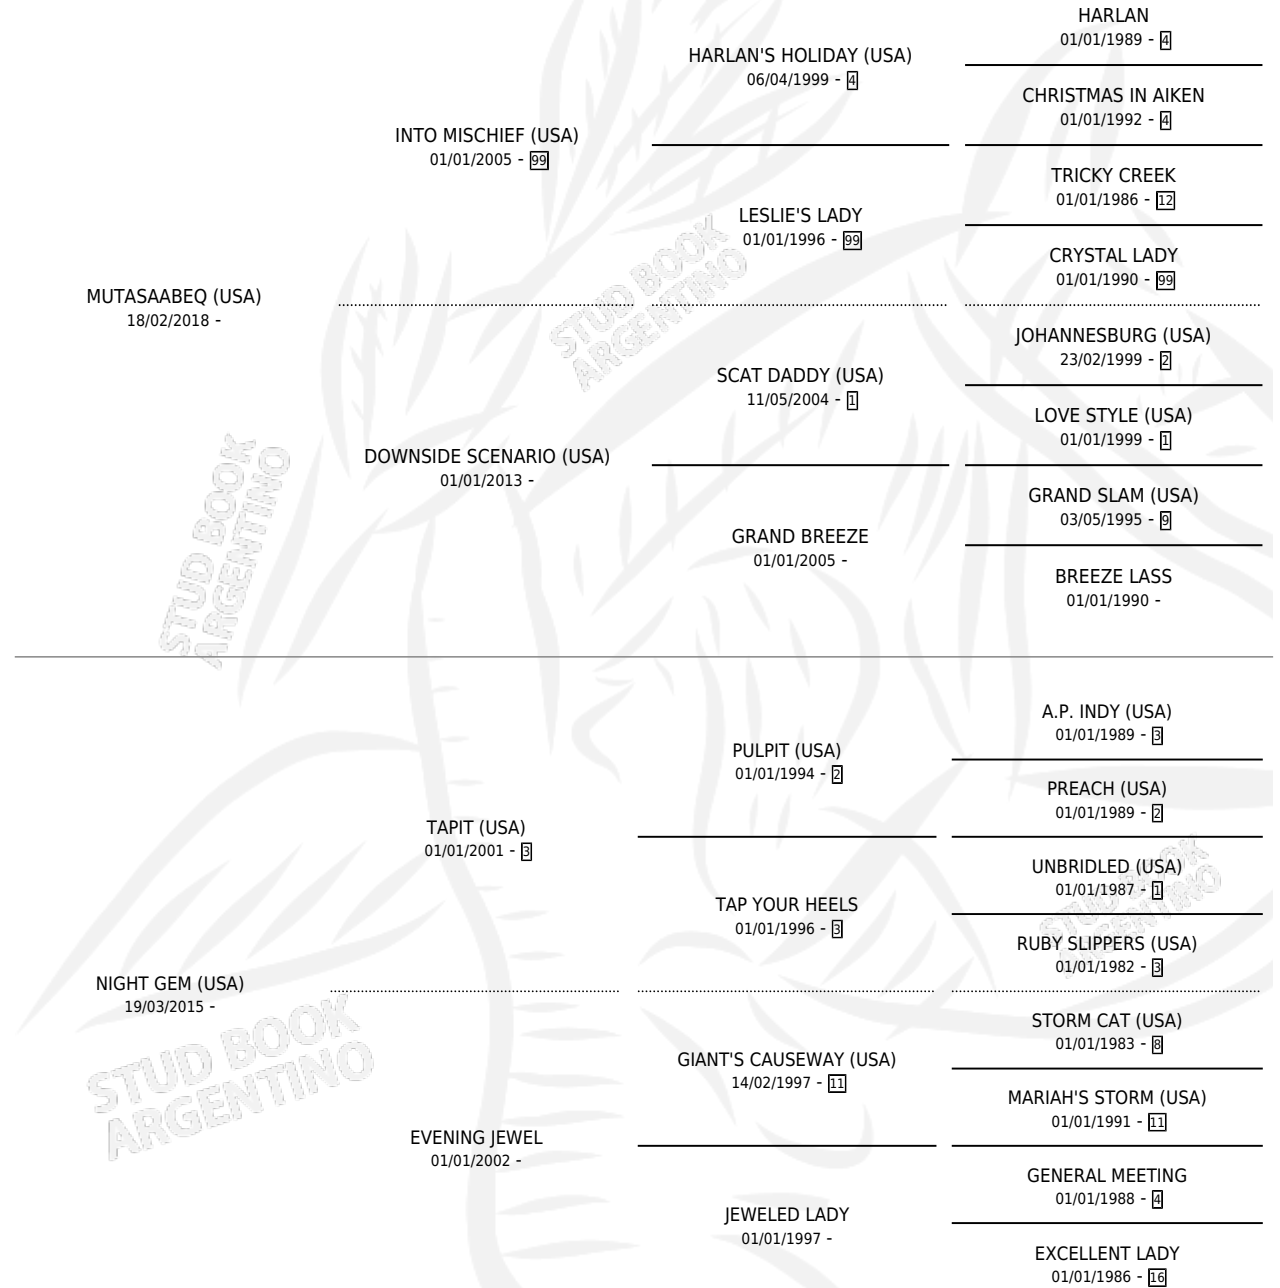 HARLAN
01/01/1989 - 4
HARLAN'S HOLIDAY (USA)
06/04/1999 - 4
CHRISTMAS IN AIKEN
01/01/1992 - 4
INTO MISCHIEF (USA)
01/01/2005 - 99
TRICKY CREEK
01/01/1986 - 12
LESLIE'S LADY
01/01/1996 - 99
CRYSTAL LADY
01/01/1990 - 99
MUTASAABEQ (USA)
18/02/2018 -
JOHANNESBURG (USA)
23/02/1999 - 2
SCAT DADDY (USA)
11/05/2004 - 1
LOVE STYLE (USA)
01/01/1999 - 1
DOWNSIDE SCENARIO (USA)
01/01/2013 -
GRAND SLAM (USA)
03/05/1995 - 9
GRAND BREEZE
01/01/2005 -
BREEZE LASS
01/01/1990 -
A.P. INDY (USA)
01/01/1989 - 3
PULPIT (USA)
01/01/1994 - 2
PREACH (USA)
01/01/1989 - 2
TAPIT (USA)
01/01/2001 - 3
UNBRIDLED (USA)
01/01/1987 - 1
TAP YOUR HEELS
01/01/1996 - 3
RUBY SLIPPERS (USA)
01/01/1982 - 3
NIGHT GEM (USA)
19/03/2015 -
STORM CAT (USA)
01/01/1983 - 8
GIANT'S CAUSEWAY (USA)
14/02/1997 - 11
MARIAH'S STORM (USA)
01/01/1991 - 11
EVENING JEWEL
01/01/2002 -
GENERAL MEETING
01/01/1988 - 4
JEWELED LADY
01/01/1997 -
EXCELLENT LADY
01/01/1986 - 16
STUD BOOK
ARGENTINO
STUD BOOK
ARGENTINO
STUD BOOK
ARGENTINO
STUD BOOK
ARGENTINO